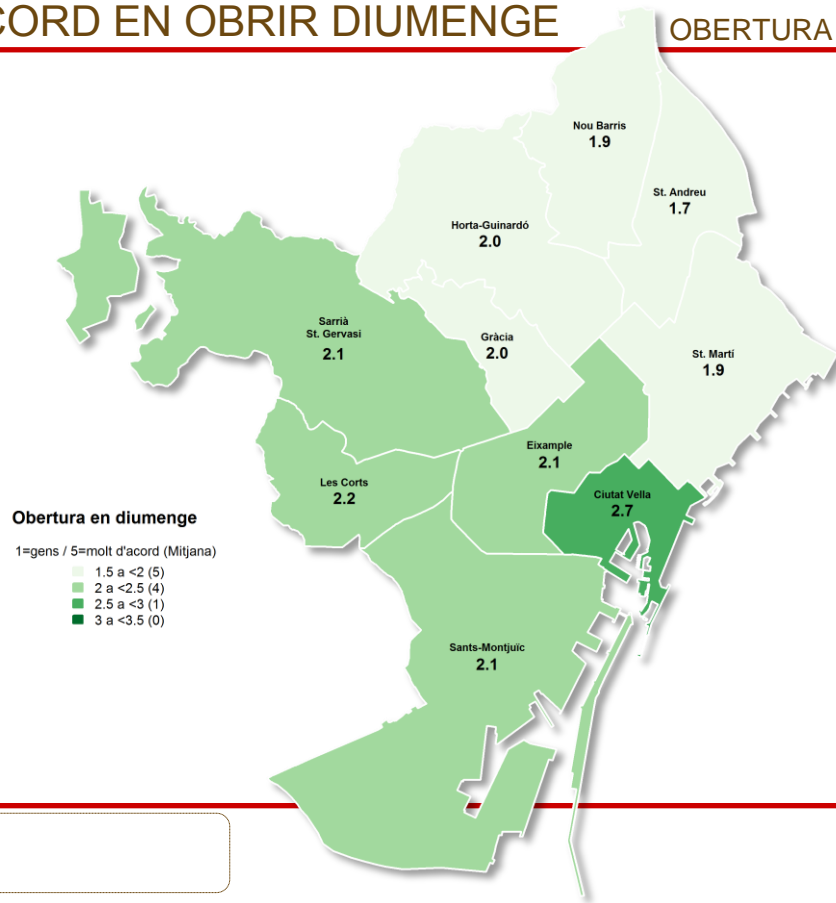 CORD EN OBRIR DIUMENGE
OBERTURA
Nou Barris
1.9
St. Andreu
1.7
Horta-Guinardó
2.0
Sarrià
St. Gervasi
2.1
Gràcia
2.0
St. Martí
1.9
Eixample
2.1
Les Corts
2.2
Ciutat Vella
2.7
Obertura en diumenge
1=gens / 5=molt d'acord (Mitjana)
1.5 a <2 (5)
2 a <2.5 (4)
2.5 a <3 (1)
3 a <3.5 (0)
Sants-Montjuïc
2.1